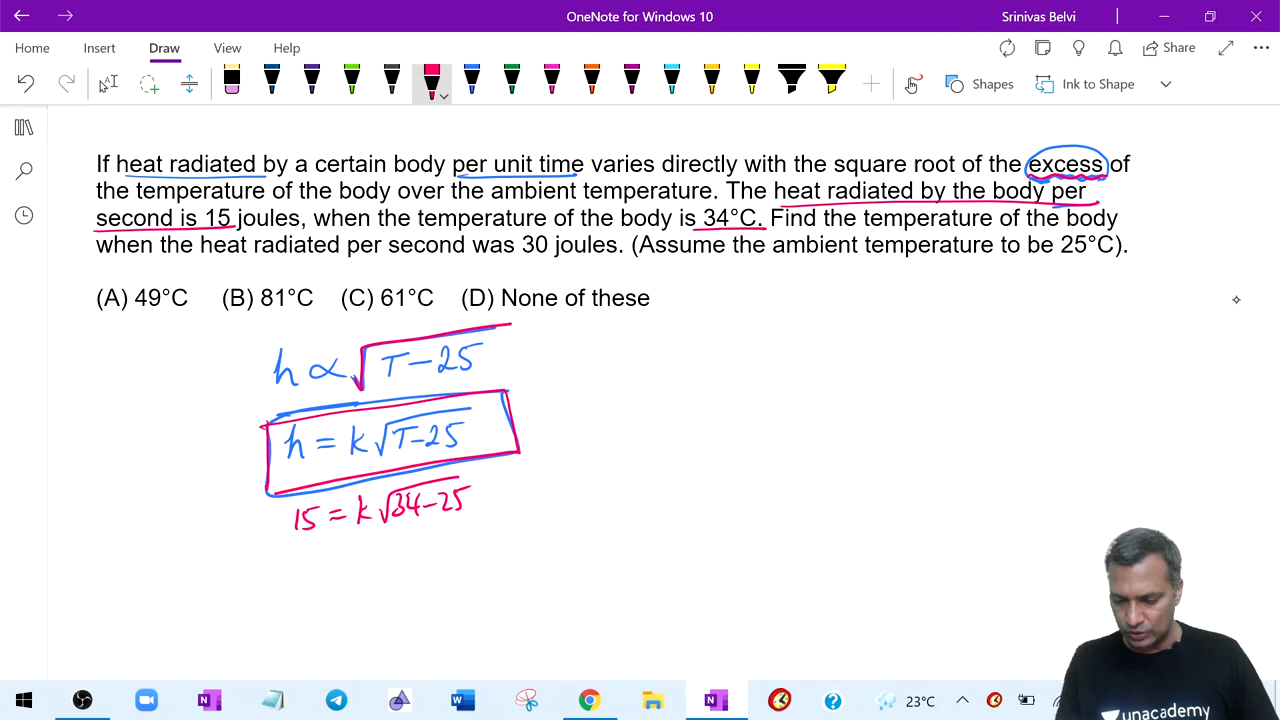 OneNote for Windows 10
Srinivas Belvi
Home Insert Draw View Help
Share
Shapes
Ink to Shape
If heat radiated by a certain body per unit time varies directly with the square root of the excess of
the temperature of the body over the ambient temperature. The heat radiated by the body per
second is 15 joules, when the temperature of the body is 34°C. Find the temperature of the body
when the heat radiated per second was 30 joules. (Assume the ambient temperature to be 25°C).
(A) 49°C (B) 81°C (C) 61°C (D) None of these
h ∝ √T-25
h = k√T-25
15 = k√34-25
23°C
unacademy